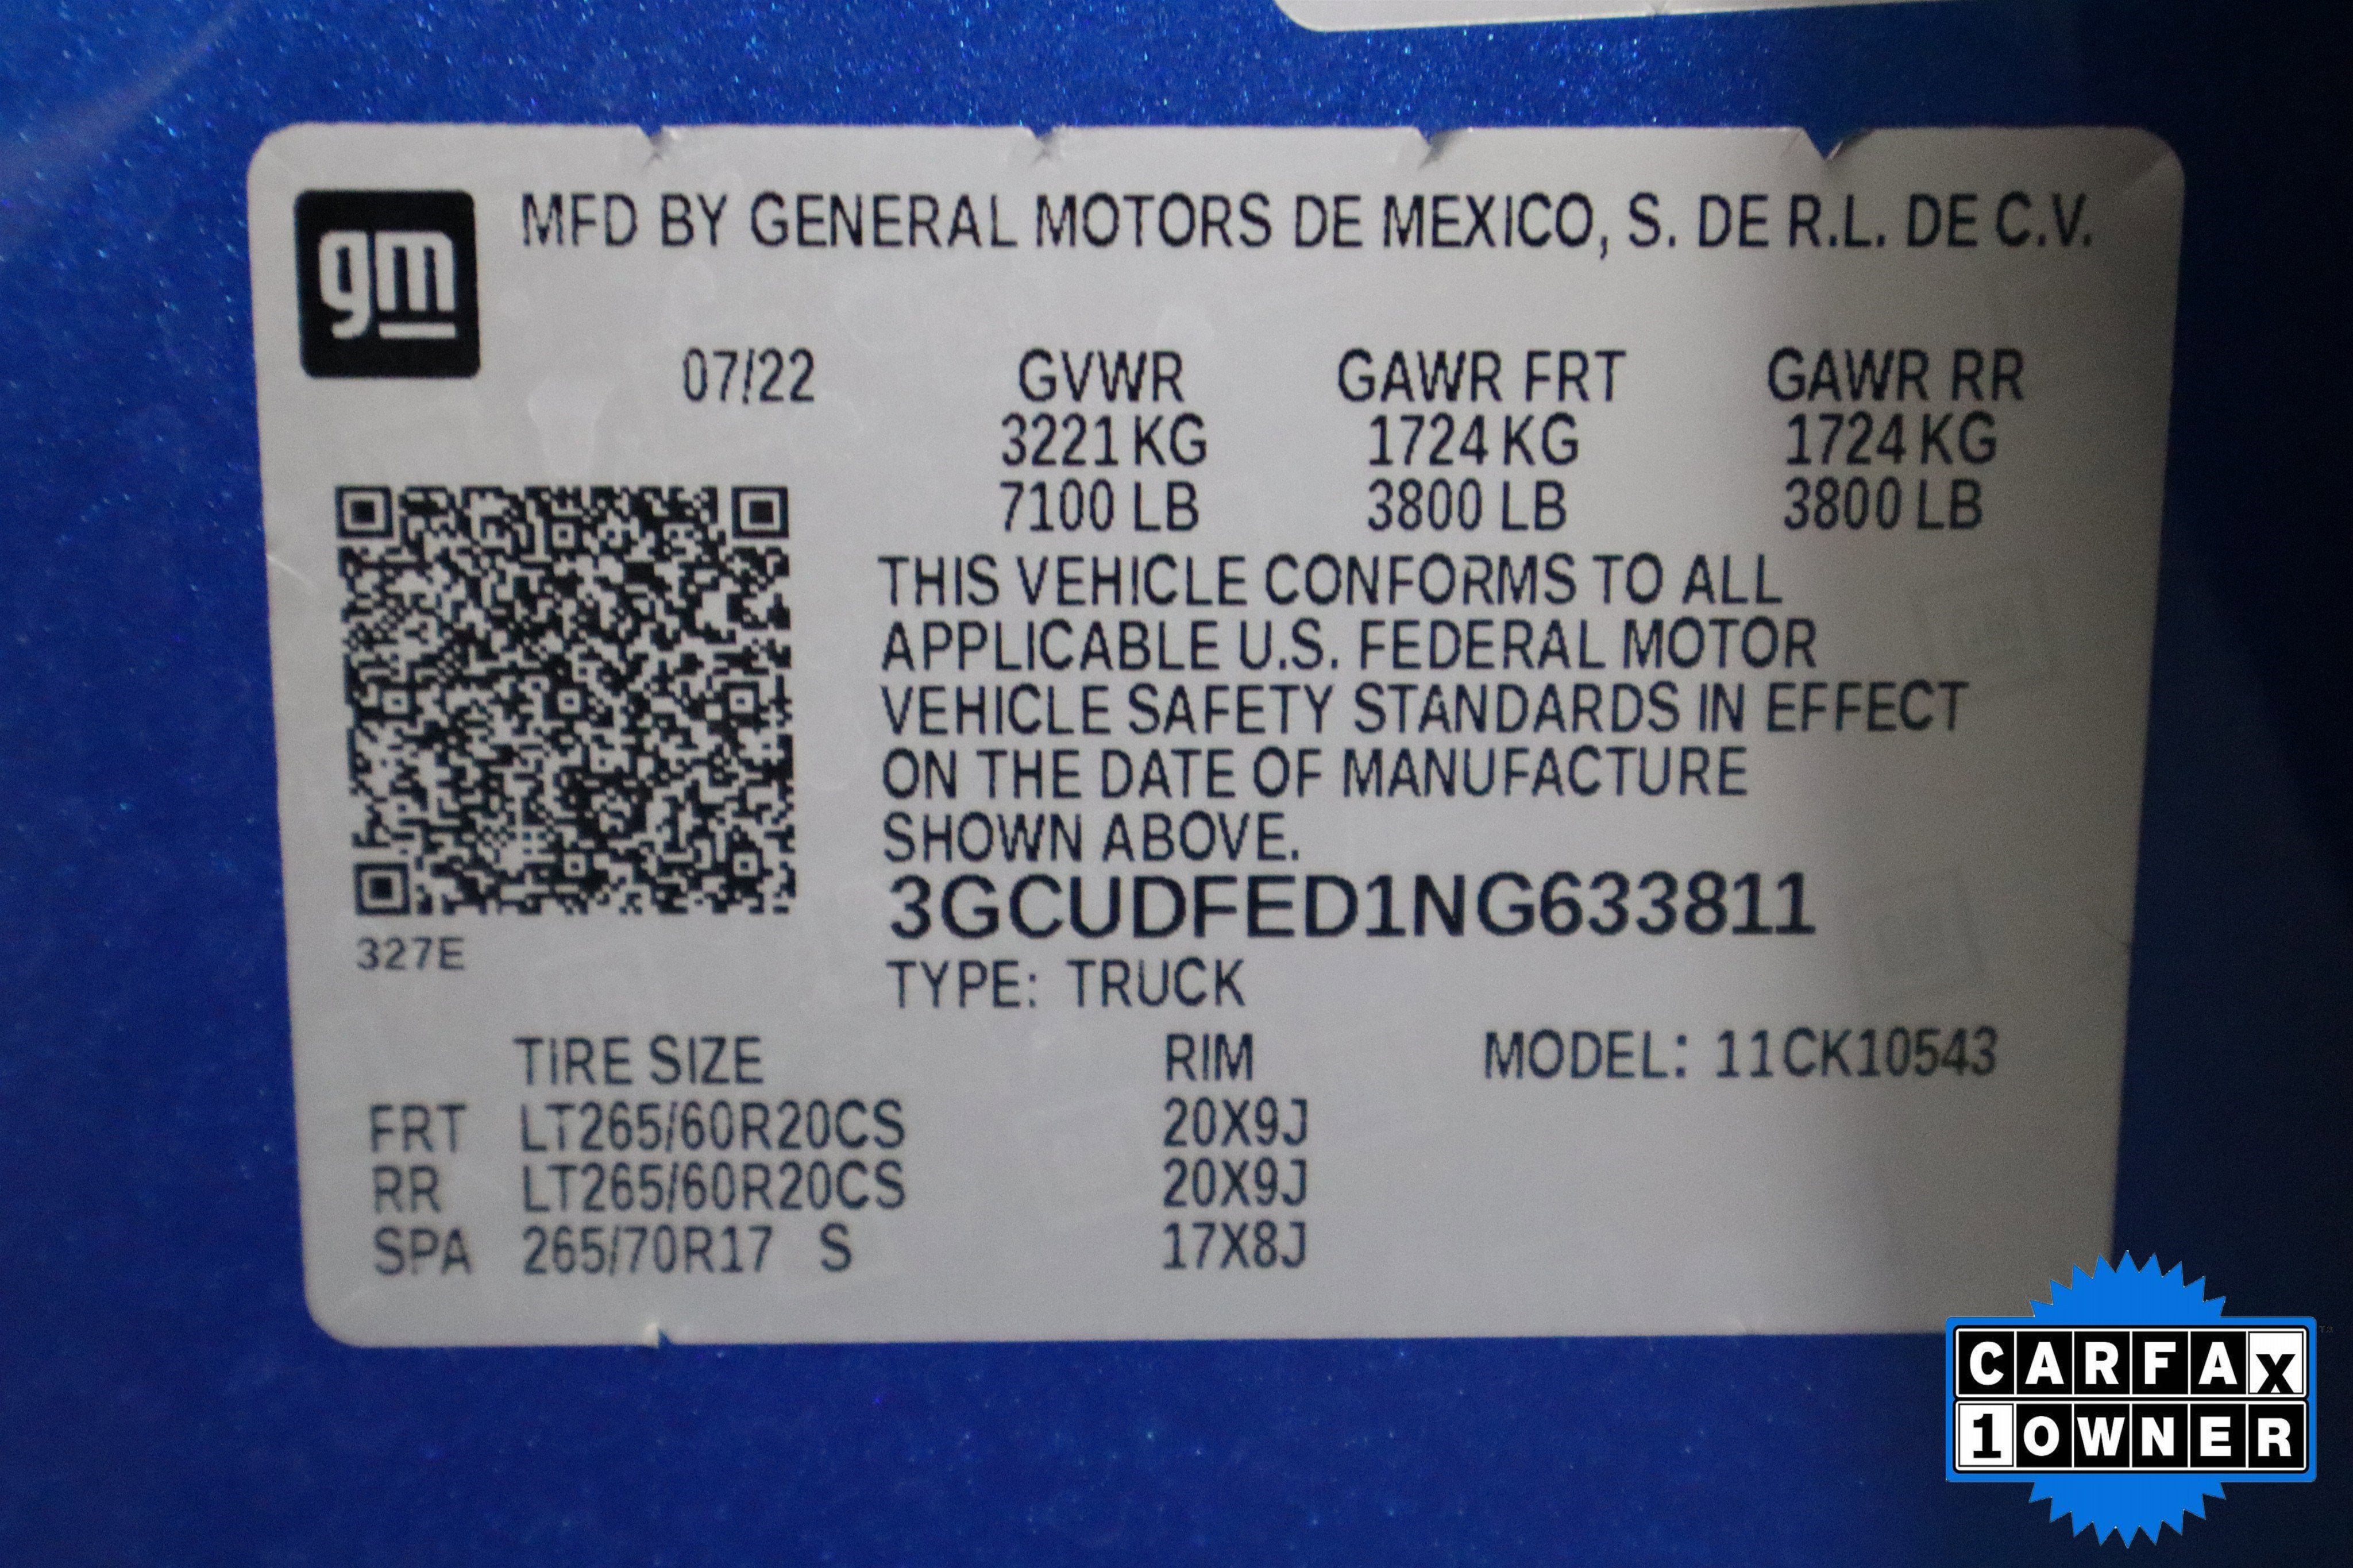 gm
MFD BY GENERAL MOTORS DE MEXICO, S. DE R.L. DE C.V.
07/22 GVWR GAWR FRT GAWR RR
3221 KG 1724 KG 1724 KG
7100 LB 3800 LB 3800 LB
THIS VEHICLE CONFORMS TO ALL
APPLICABLE U.S. FEDERAL MOTOR
VEHICLE SAFETY STANDARDS IN EFFECT
ON THE DATE OF MANUFACTURE
SHOWN ABOVE.
3GCUDFED1NG633811
327E
TYPE: TRUCK
TIRE SIZE RIM MODEL: 11CK10543
FRT LT265/60R20CS 20X9J
RR LT265/60R20CS 20X9J
SPA 265/70R17 S 17X8J
CARFAX
1OWNER